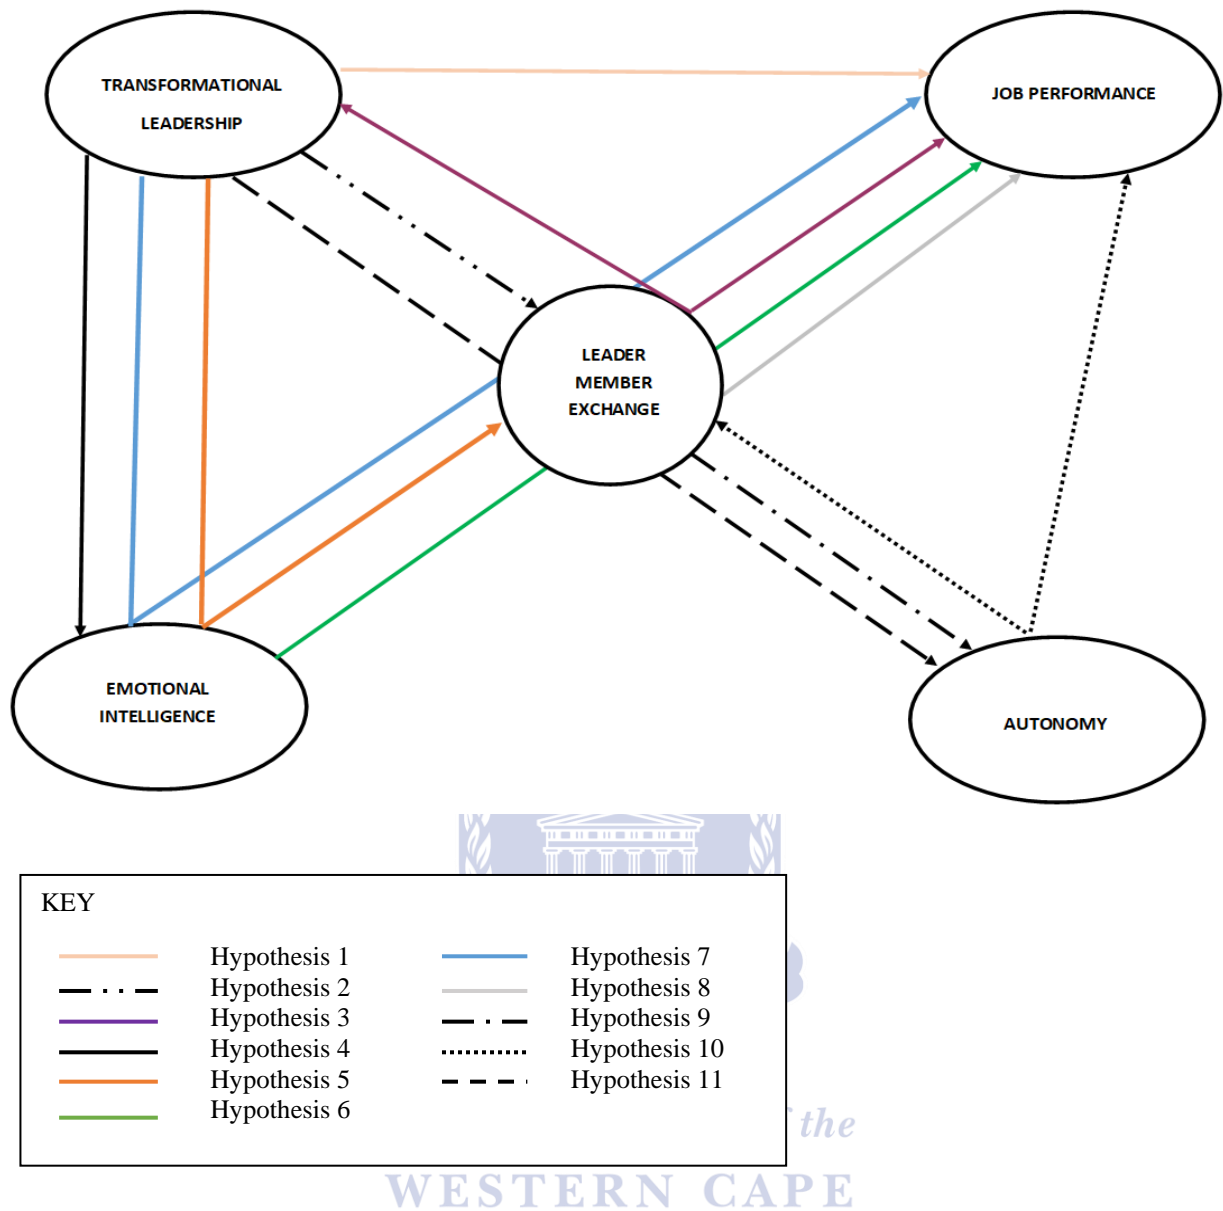 TRANSFORMATIONAL
LEADERSHIP
JOB PERFORMANCE
LEADER
MEMBER
EXCHANGE
EMOTIONAL
INTELLIGENCE
AUTONOMY
KEY
Hypothesis 1
Hypothesis 2
Hypothesis 3
Hypothesis 4
Hypothesis 5
Hypothesis 6
Hypothesis 7
Hypothesis 8
Hypothesis 9
Hypothesis 10
Hypothesis 11
the
WESTERN CAPE